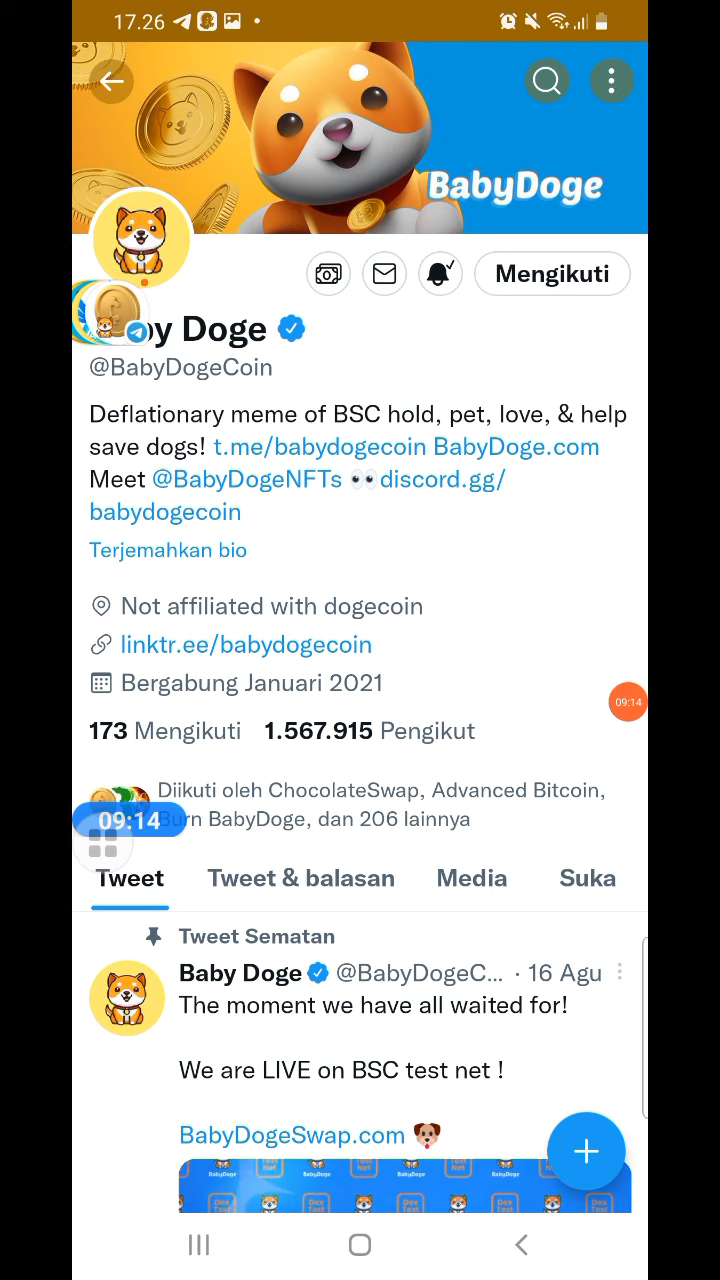 17.26
BabyDoge
Mengikuti
by Doge
@BabyDogeCoin
Deflationary meme of BSC hold, pet, love, & help
save dogs! t.me/babydogecoin BabyDoge.com
Meet @BabyDogeNFTs 👀discord.gg/
babydogecoin
Terjemahkan bio
Not affiliated with dogecoin
linktr.ee/babydogecoin
Bergabung Januari 2021
09:14
173 Mengikuti 1.567.915 Pengikut
Diikuti oleh ChocolateSwap, Advanced Bitcoin,
09:14 Burn BabyDoge, dan 206 lainnya
Tweet Tweet & balasan Media Suka
Tweet Sematan
Baby Doge @BabyDogeC... · 16 Agu
The moment we have all waited for!
We are LIVE on BSC test net !
BabyDogeSwap.com 🐶